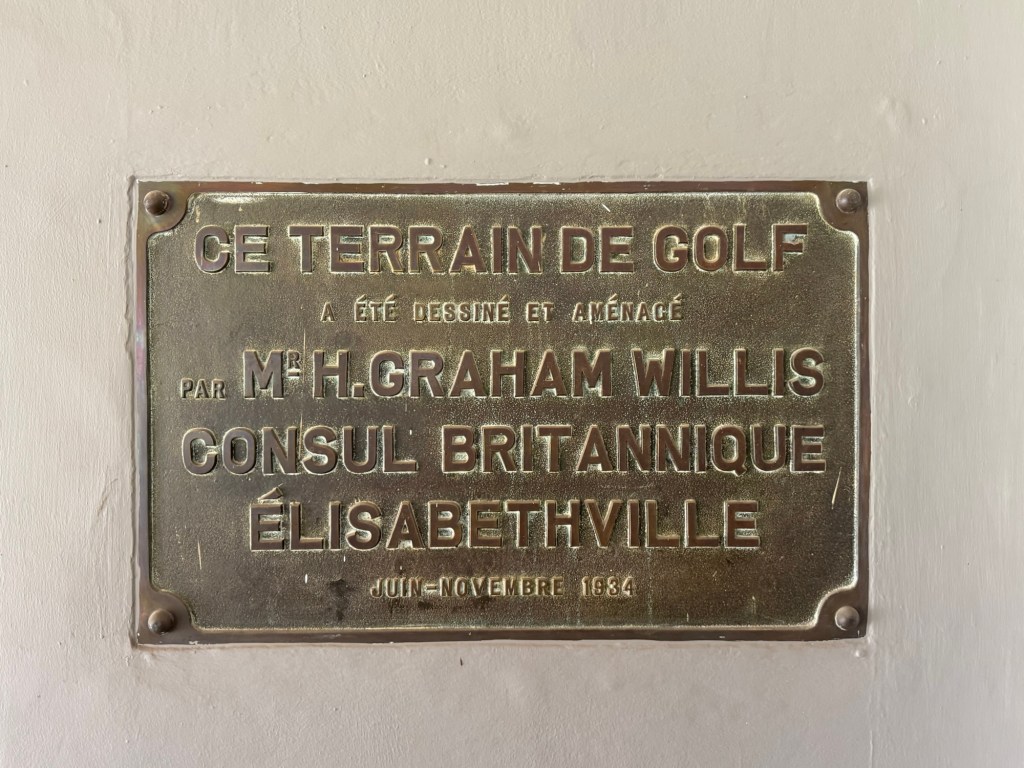 CE TERRAIN DE GOLF
A ÉTÉ DESSINÉ ET AMÉNAGÉ
PAR MR H. GRAHAM WILLIS
CONSUL BRITANNIQUE
ÉLISABETHVILLE
JUIN-NOVEMBRE 1934